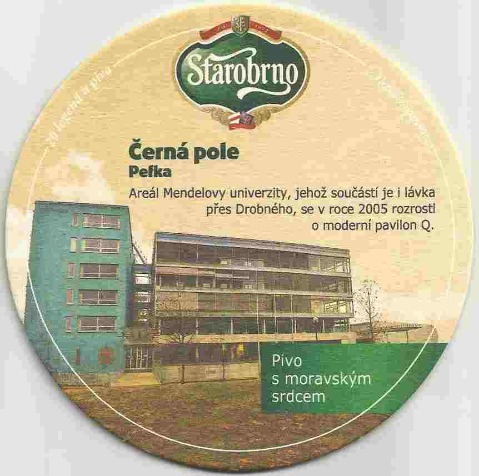 Starobrno
Černá pole
Pefka
Areál Mendelovy univerzity, jehož součástí je i lávka
přes Drobného, se v roce 2005 rozrostl
o moderní pavilon Q.
Pivo
s moravským
srdcem